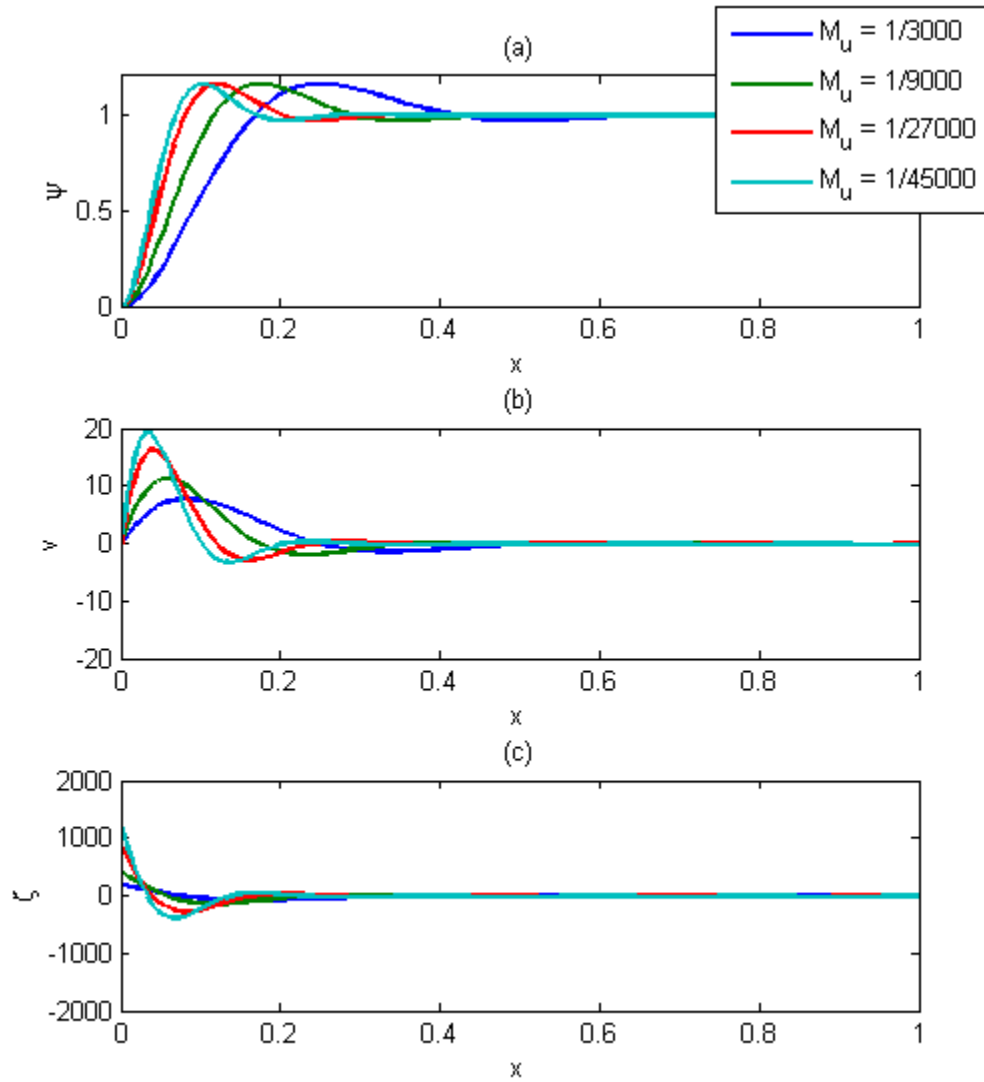 (a)
M_u = 1/3000
M_u = 1/9000
M_u = 1/27000
M_u = 1/45000
1
0.5
0
Ψ
0 0.2 0.4 0.6 0.8 1
x
(b)
20
10
0
-10
-20
v
0 0.2 0.4 0.6 0.8 1
x
(c)
2000
1000
0
-1000
-2000
ζ
0 0.2 0.4 0.6 0.8 1
x